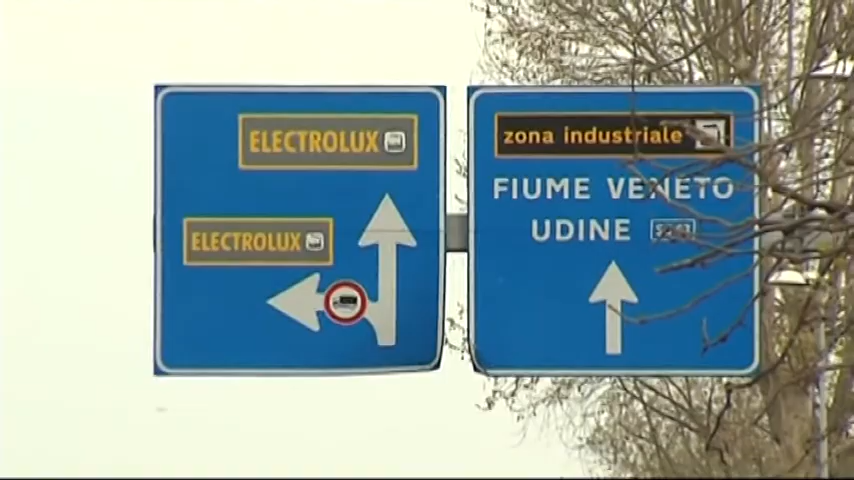 ELECTROLUX
ELECTROLUX
zona industriale
FIUME VENETO
UDINE